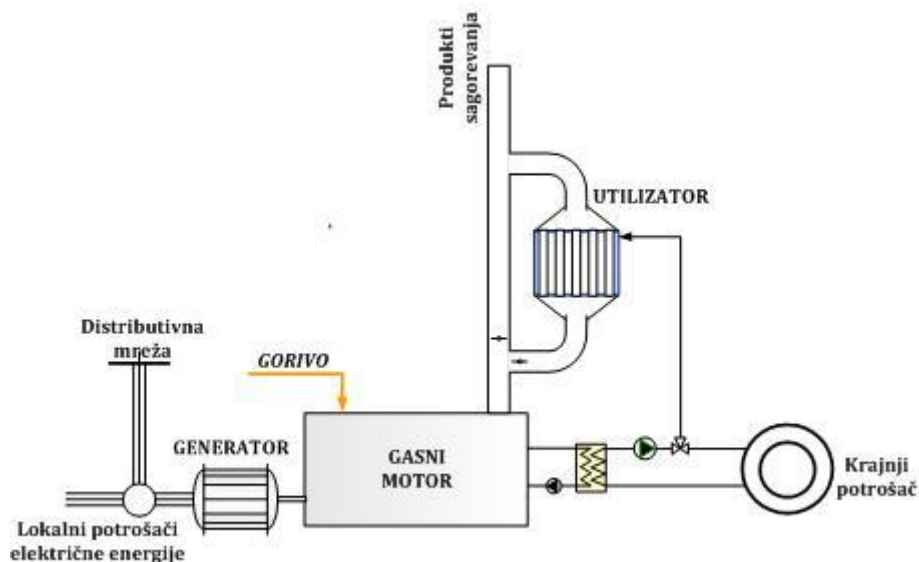 Produkti
sagorevanja
UTILIZATOR
Distributivna
mreža
GORIVO
GENERATOR
GASNI
MOTOR
Krajnji
potrošač
Lokalni potrošači
električne energije